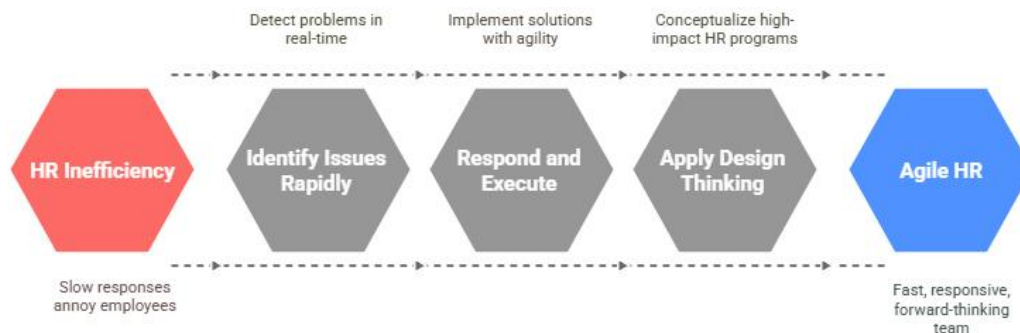 Detect problems in
real-time
Implement solutions
with agility
Conceptualize high-
impact HR programs
HR Inefficiency
Identify Issues
Rapidly
Respond and
Execute
Apply Design
Thinking
Agile HR
Slow responses
annoy employees
Fast, responsive,
forward-thinking
team